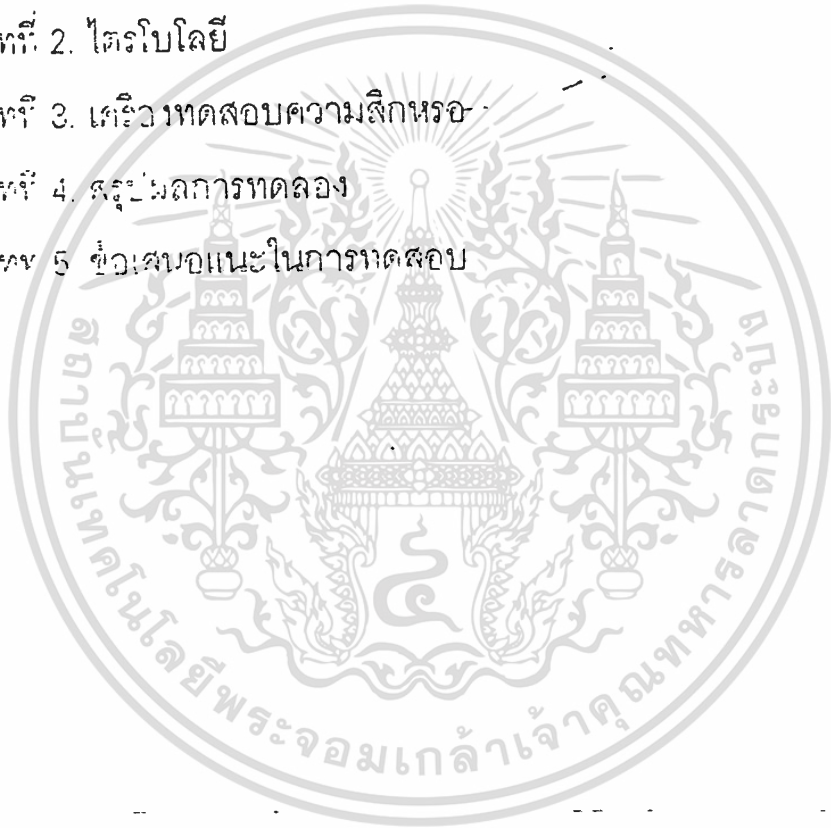 ทที่ 2. ไตรโบโลยี
ทที่ 3. เครื่องทดสอบความสึกหรอ
ทที่ 4. สรุปผลการทดลอง
5 ข้อเสนอแนะในการทดสอบ
สถาบันเทคโนโลยีพระจอมเกล้าเจ้าคุณทหารลาดกระบัง